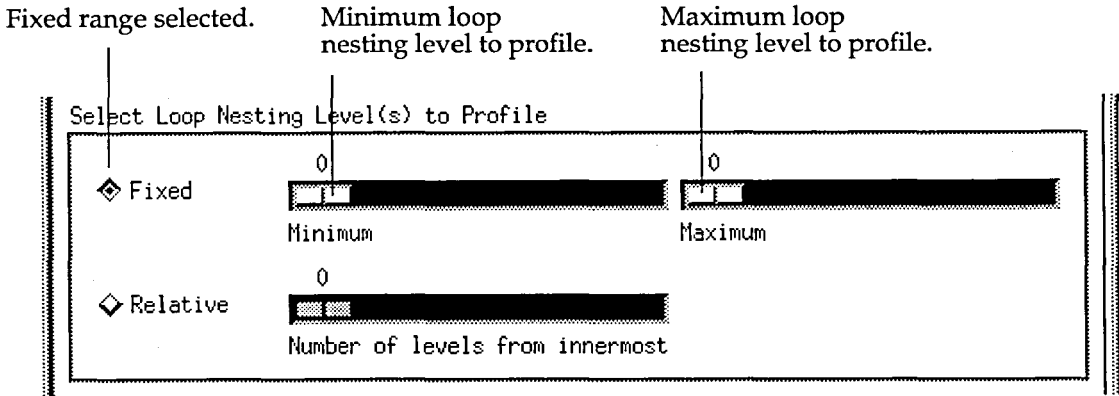 Fixed range selected.
Minimum loop
nesting level to profile.
Maximum loop
nesting level to profile.
Select Loop Nesting Level(s) to Profile
0
0
Fixed
Minimum
Maximum
0
Relative
Number of levels from innermost